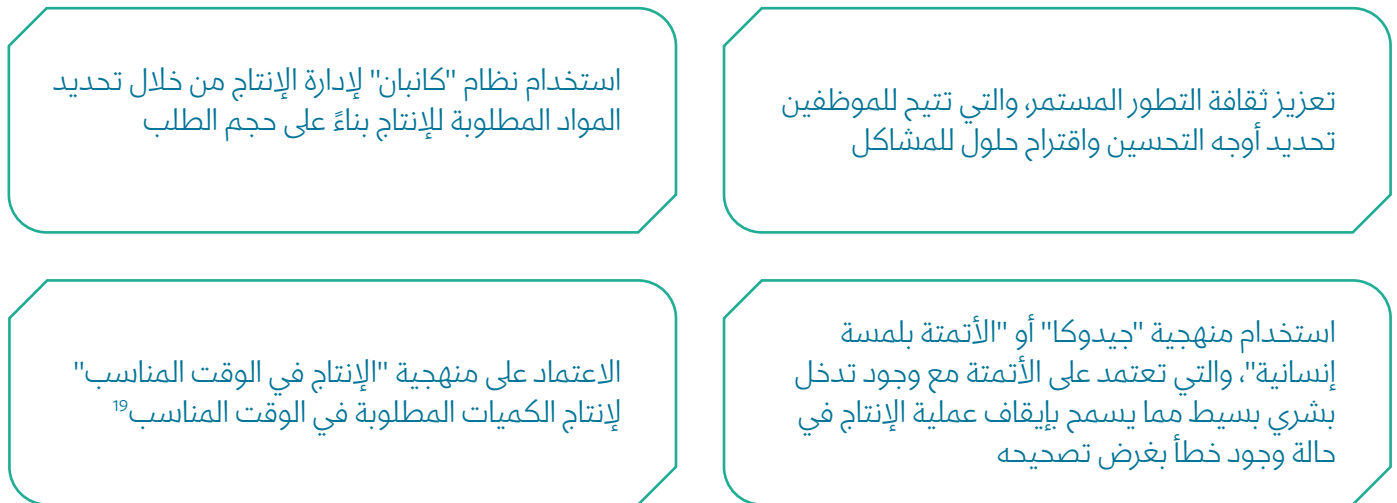 تعزيز ثقافة التطور المستمر، والتي تتيح للموظفين
تحديد أوجه التحسين واقتراح حلول للمشاكل
استخدام نظام "كانبان" لإدارة الإنتاج من خلال تحديد
المواد المطلوبة للإنتاج بناءً على حجم الطلب
استخدام منهجية "جيدوكا" أو "الأتمتة بلمسة
إنسانية"، والتي تعتمد على الأتمتة مع وجود تدخل
بشري بسيط مما يسمح بإيقاف عملية الإنتاج في
حالة وجود خطأ بغرض تصحيحه
الاعتماد على منهجية "الإنتاج في الوقت المناسب"
لإنتاج الكميات المطلوبة في الوقت المناسب¹⁹